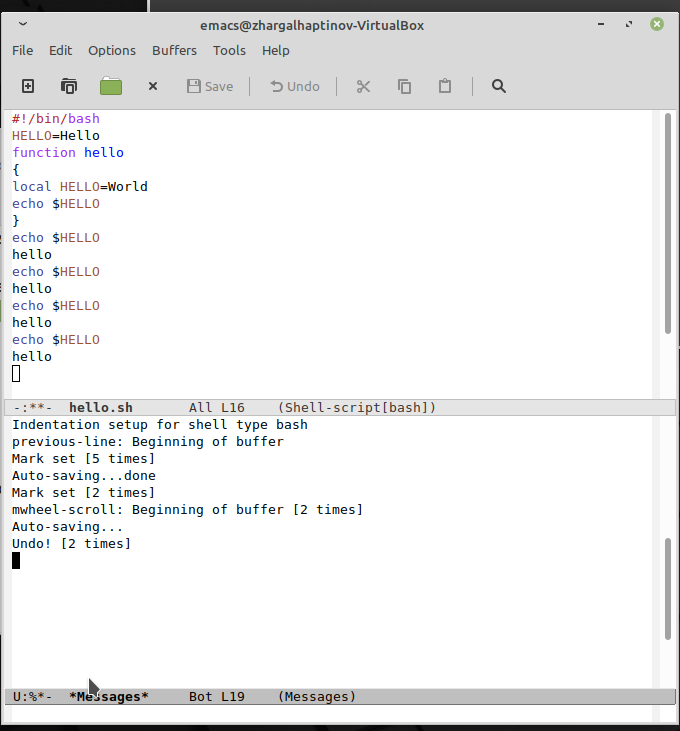 emacs@zhargalhaptinov-VirtualBox
File Edit Options Buffers Tools Help
Save Undo
#!/bin/bash
HELLO=Hello
function hello
{
local HELLO=World
echo $HELLO
}
echo $HELLO
hello
echo $HELLO
hello
echo $HELLO
hello
echo $HELLO
hello
-:**-  hello.sh       All L16    (Shell-script[bash])
Indentation setup for shell type bash
previous-line: Beginning of buffer
Mark set [5 times]
Auto-saving...done
Mark set [2 times]
mwheel-scroll: Beginning of buffer [2 times]
Auto-saving...
Undo! [2 times]
U:%*-  *Messages*     Bot L19    (Messages)